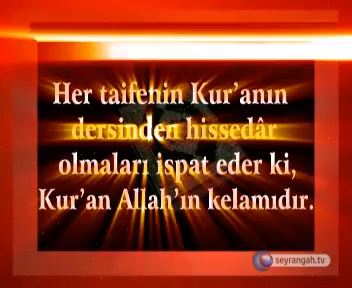 Her taifenin Kur'anın
dersinden hissedâr
olmaları ispat eder ki,
Kur'an Allah'ın kelamıdır.
seyrangah.tv